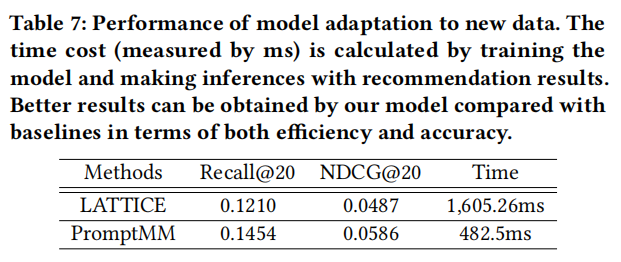 Table 7: Performance of model adaptation to new data. The
time cost (measured by ms) is calculated by training the
model and making inferences with recommendation results.
Better results can be obtained by our model compared with
baselines in terms of both efficiency and accuracy.
Methods Recall@20 NDCG@20 Time
LATTICE 0.1210 0.0487 1,605.26ms
PromptMM 0.1454 0.0586 482.5ms